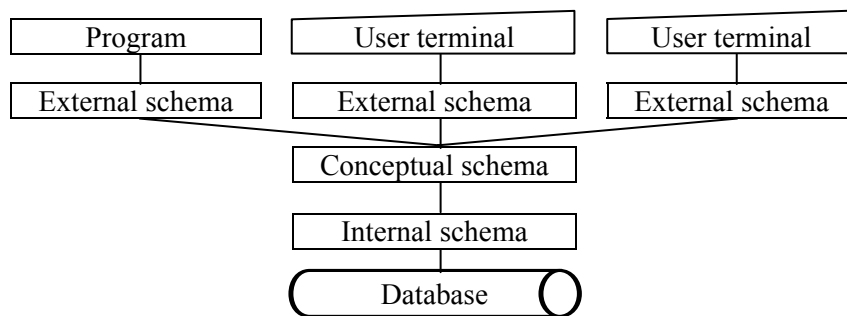 Program
User terminal
User terminal
External schema
External schema
External schema
Conceptual schema
Internal schema
Database